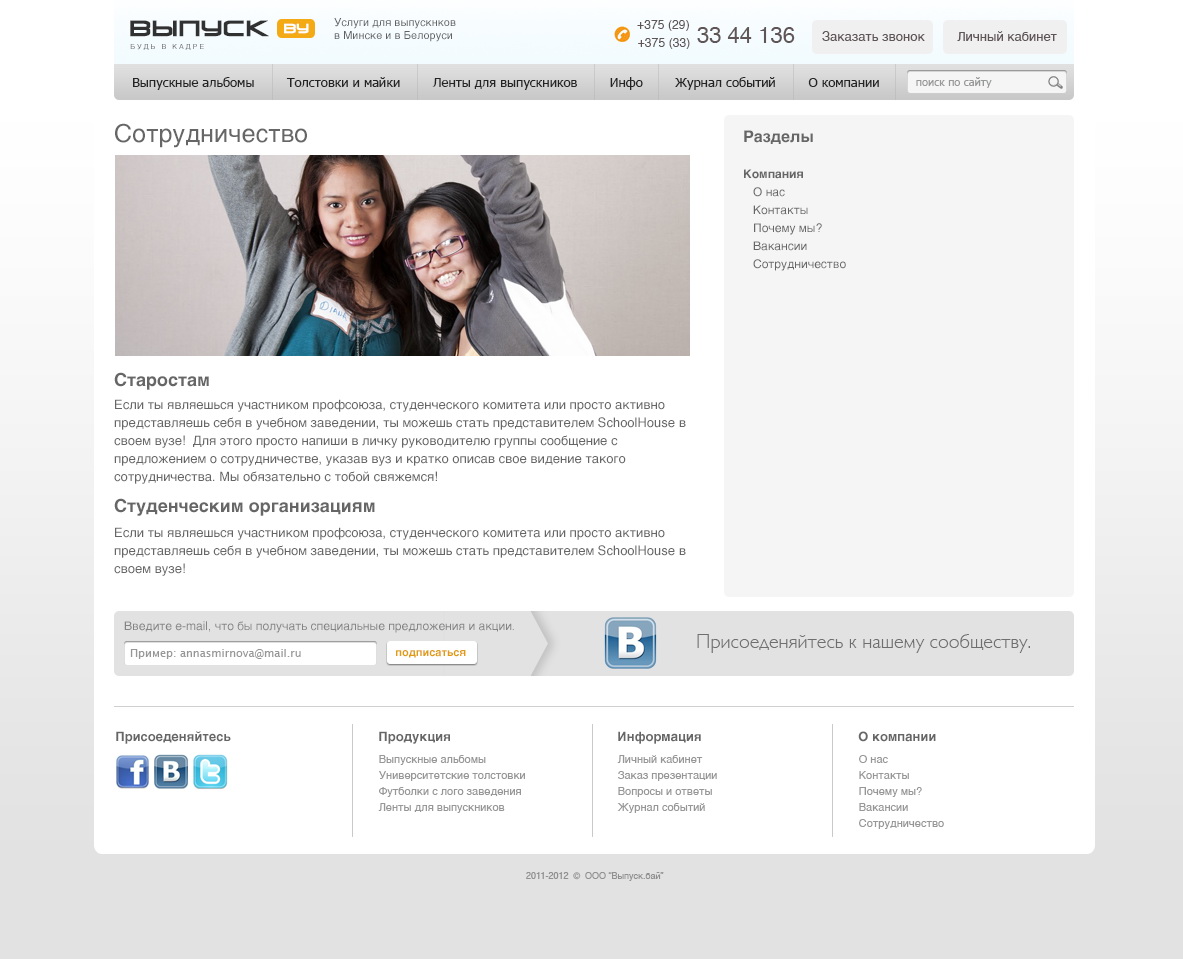 ВЫПУСК BY
БУДЬ В КАДРЕ
Услуги для выпускнков
в Минске и в Белоруси
+375 (29)
+375 (33)
33 44 136
Заказать звонок
Личный кабинет
Выпускные альбомы
Толстовки и майки
Ленты для выпускников
Инфо
Журнал событий
О компании
поиск по сайту
Сотрудничество
Старостам
Если ты являешься участником профсоюза, студенческого комитета или просто активно
представляешь себя в учебном заведении, ты можешь стать представителем SchoolHouse в
своем вузе! Для этого просто напиши в личку руководителю группы сообщение с
предложением о сотрудничестве, указав вуз и кратко описав свое видение такого
сотрудничества. Мы обязательно с тобой свяжемся!
Студенческим организациям
Если ты являешься участником профсоюза, студенческого комитета или просто активно
представляешь себя в учебном заведении, ты можешь стать представителем SchoolHouse в
своем вузе!
Разделы
Компания
О нас
Контакты
Почему мы?
Вакансии
Сотрудничество
Введите e-mail, что бы получать специальные предложения и акции.
Пример: annasmirnova@mail.ru
подписаться
В
Присоеденяйтесь к нашему сообществу.
Присоеденяйтесь
f
В
t
Продукция
Выпускные альбомы
Университетские толстовки
Футболки с лого заведения
Ленты для выпускников
Информация
Личный кабинет
Заказ презентации
Вопросы и ответы
Журнал событий
О компании
О нас
Контакты
Почему мы?
Вакансии
Сотрудничество
2011-2012 © ООО "Выпуск.бай"